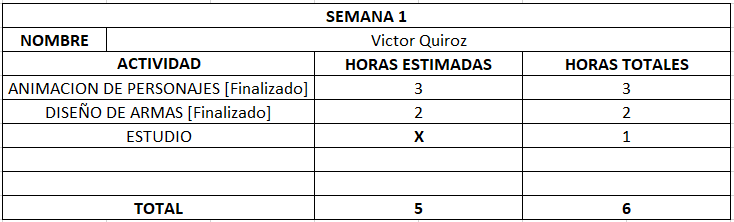 SEMANA 1
NOMBRE Victor Quiroz
ACTIVIDAD HORAS ESTIMADAS HORAS TOTALES
ANIMACION DE PERSONAJES [Finalizado] 3 3
DISEÑO DE ARMAS [Finalizado] 2 2
ESTUDIO X 1
TOTAL 5 6